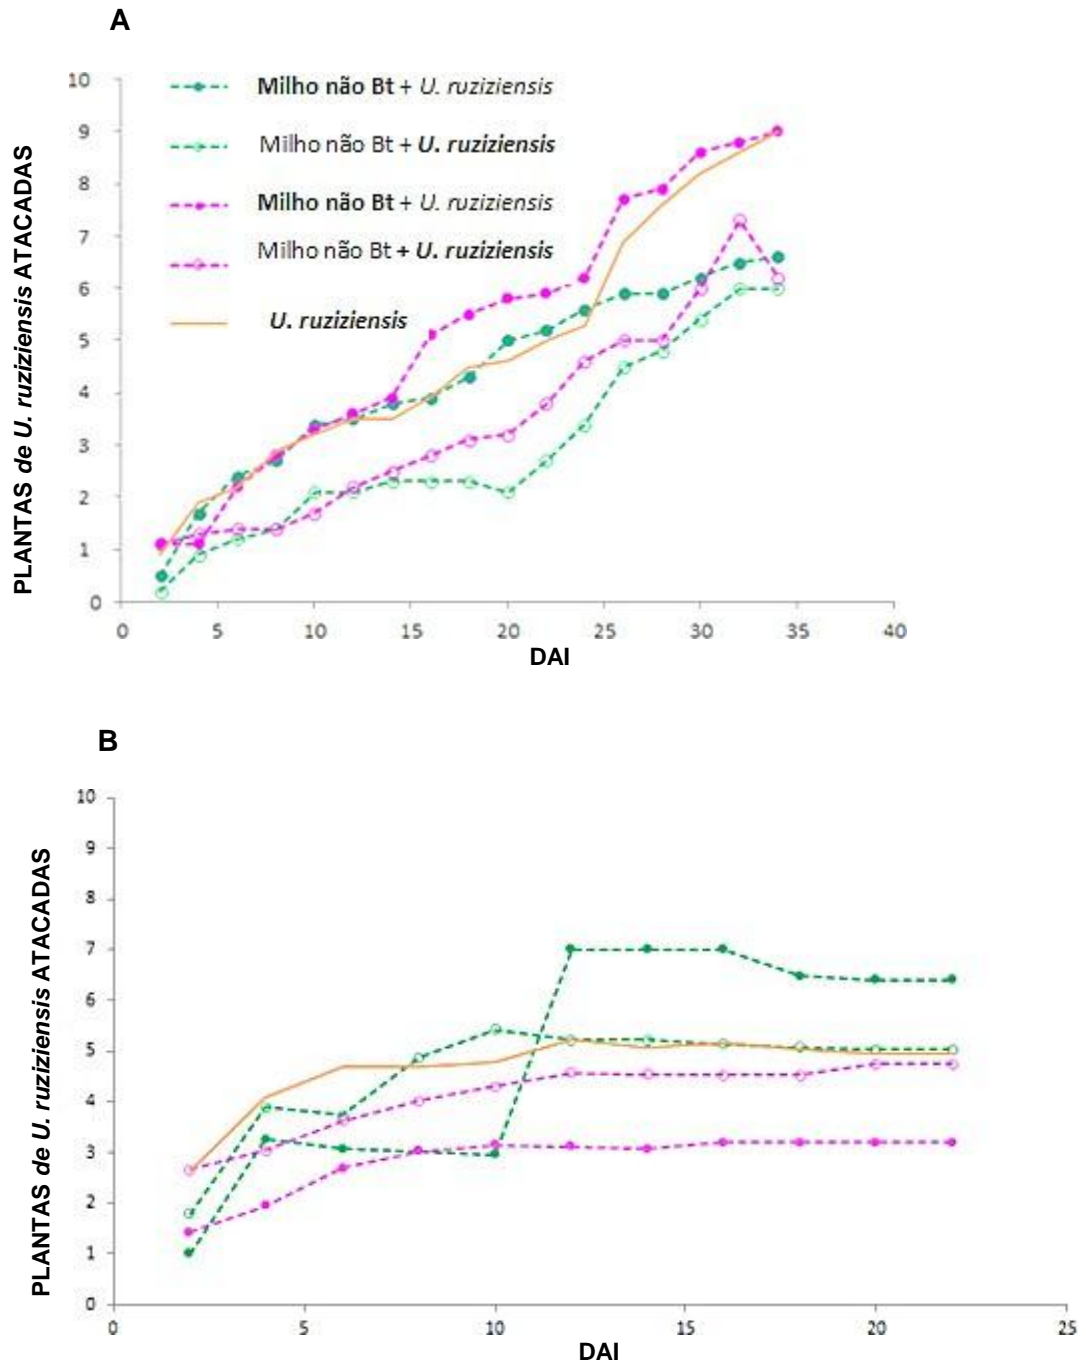 A
PLANTAS de U. ruziziensis ATACADAS
10
9
8
7
6
5
4
3
2
1
0
Milho não Bt + U. ruziziensis
Milho não Bt + U. ruziziensis
Milho não Bt + U. ruziziensis
Milho não Bt + U. ruziziensis
U. ruziziensis
0 5 10 15 20 25 30 35 40
DAI
B
PLANTAS de U. ruziziensis ATACADAS
10
9
8
7
6
5
4
3
2
1
0
0 5 10 15 20 25
DAI